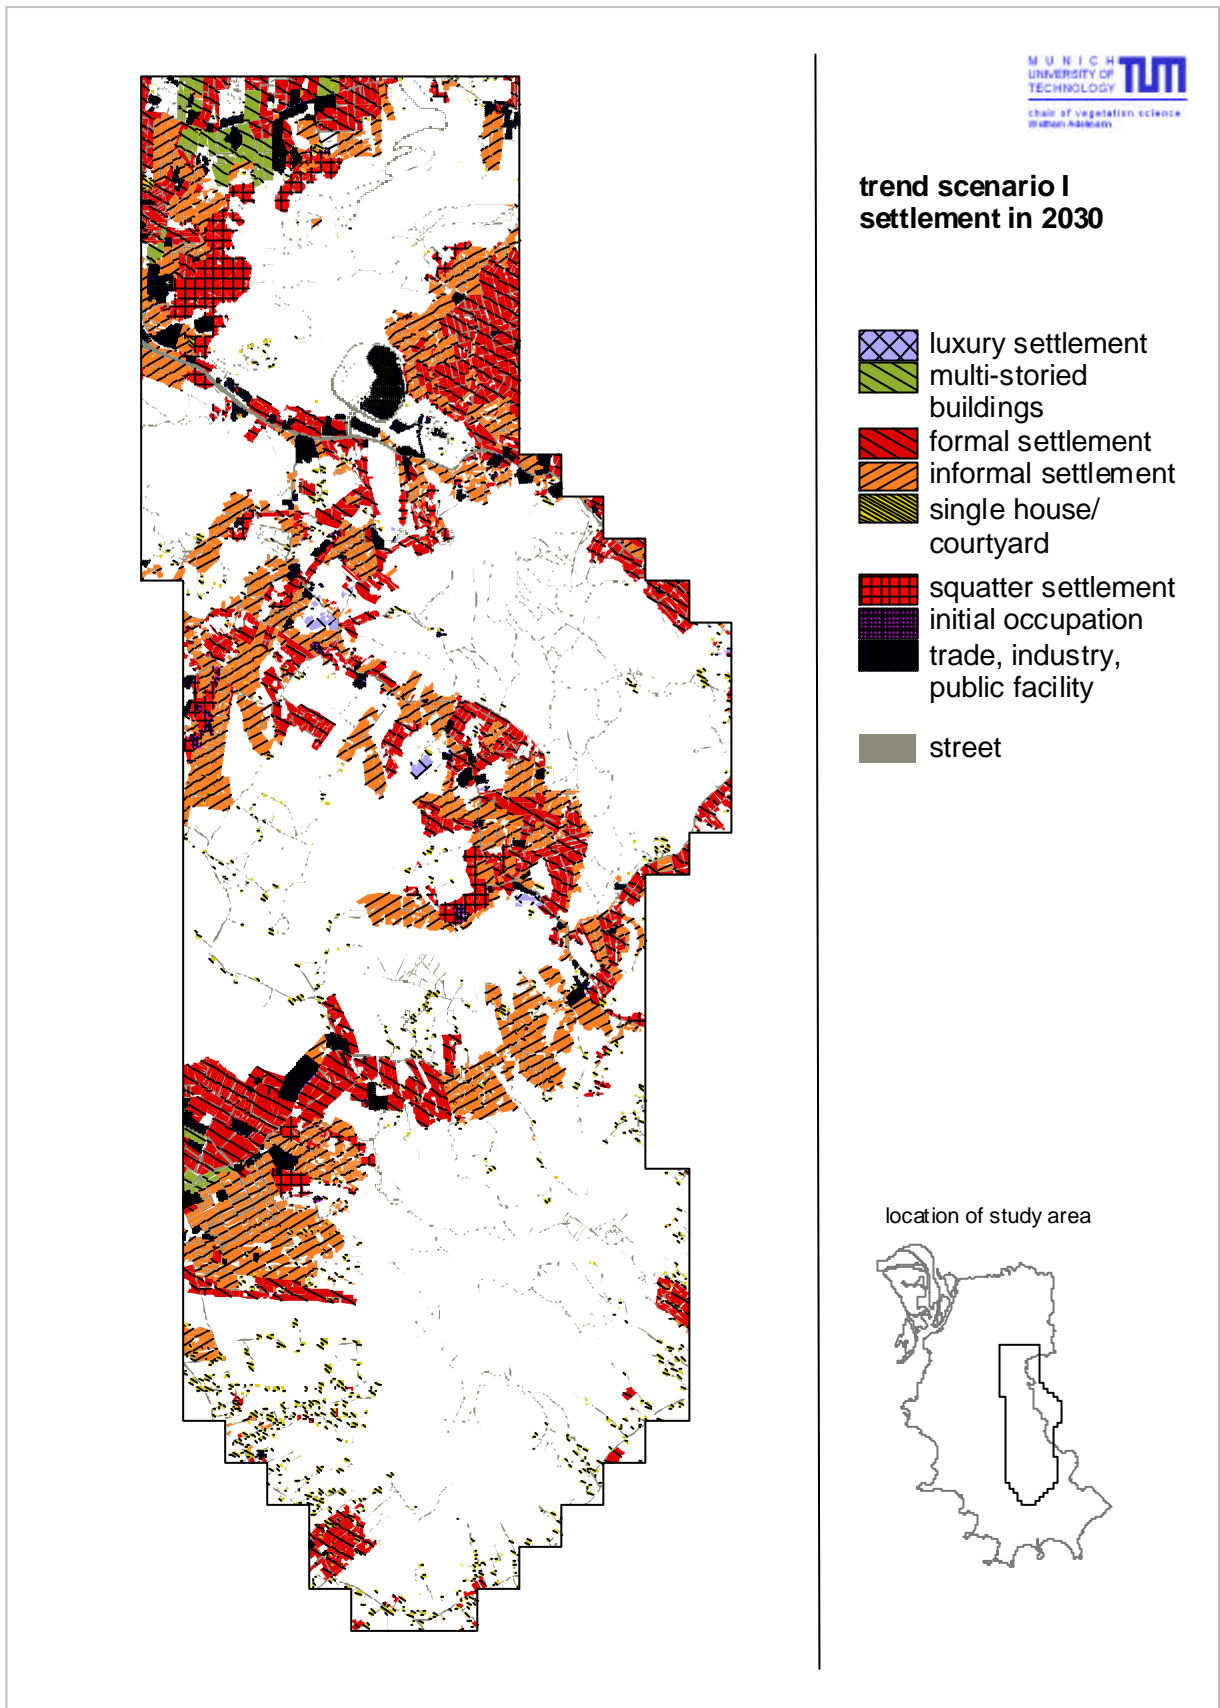 MUNICH
UNIVERSITY OF
TECHNOLOGY
TUM
chair of vegetation science
Wolfram Adelmann
trend scenario I
settlement in 2030
luxury settlement
multi-storied
buildings
formal settlement
informal settlement
single house/
courtyard
squatter settlement
initial occupation
trade, industry,
public facility
street
location of study area